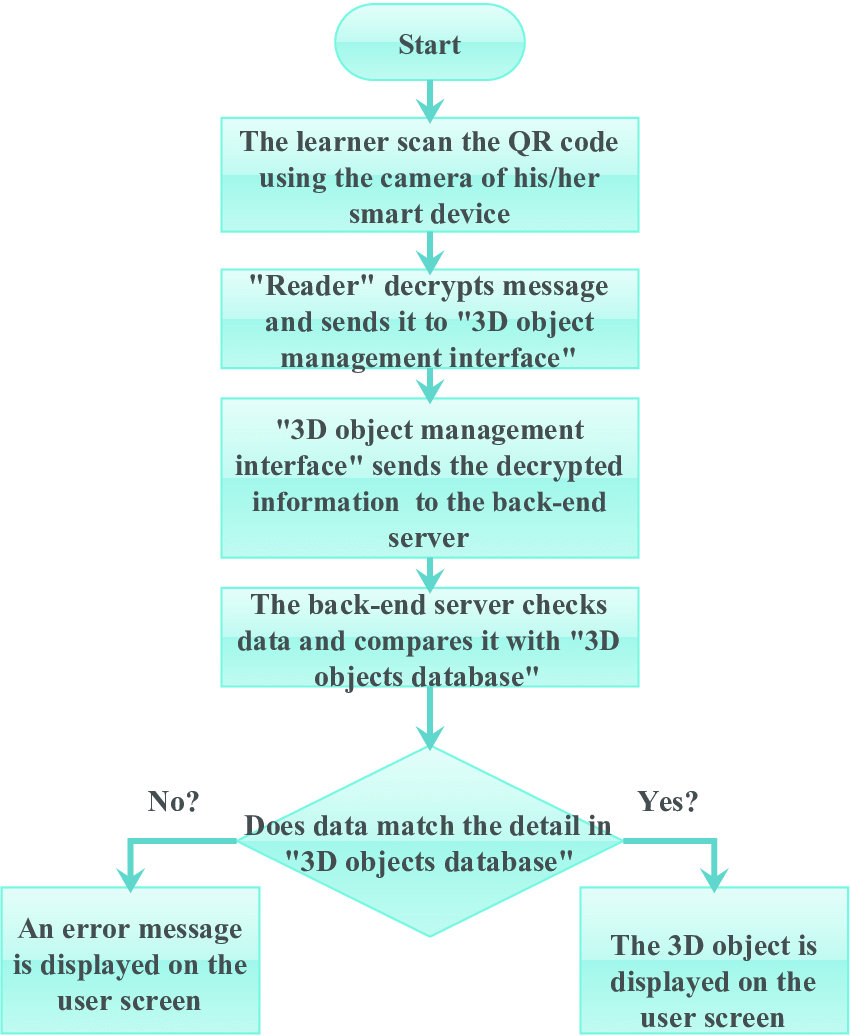 Start
The learner scan the QR code
using the camera of his/her
smart device
"Reader" decrypts message
and sends it to "3D object
management interface"
"3D object management
interface" sends the decrypted
information  to the back-end
server
The back-end server checks
data and compares it with "3D
objects database"
No?
Yes?
Does data match the detail in
"3D objects database"
An error message
is displayed on the
user screen
The 3D object is
displayed on the
user screen